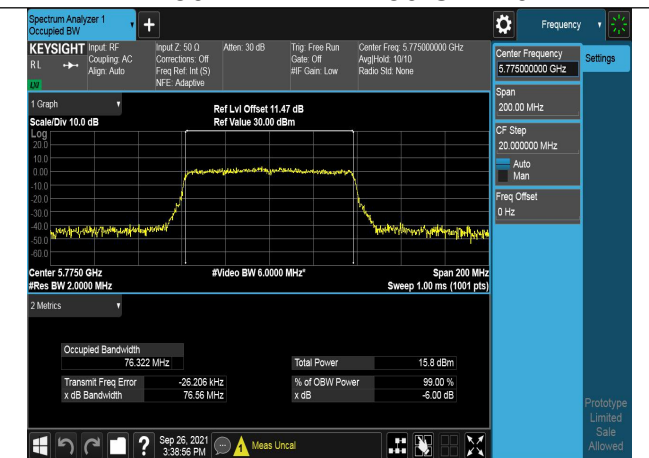 Spectrum Analyzer 1
Occupied BW
+
Frequency
KEYSIGHT
RL
LXI
Input: RF
Coupling: AC
Align: Auto
Input Z: 50 Ω
Corrections: Off
Freq Ref: Int (S)
NFE: Adaptive
Atten: 30 dB
Trig: Free Run
Gate: Off
#IF Gain: Low
Center Freq: 5.775000000 GHz
Avg|Hold: 10/10
Radio Std: None
Center Frequency
5.775000000 GHz
Settings
Span
200.00 MHz
CF Step
20.000000 MHz
Auto
Man
Freq Offset
0 Hz
1 Graph
Scale/Div 10.0 dB
Ref Lvl Offset 11.47 dB
Ref Value 30.00 dBm
Log
20.0
10.0
0.00
-10.0
-20.0
-30.0
-40.0
-50.0
-60.0
Center 5.7750 GHz
#Video BW 6.0000 MHz*
Span 200 MHz
#Res BW 2.0000 MHz
Sweep 1.00 ms (1001 pts)
2 Metrics
Occupied Bandwidth
76.322 MHz
Total Power 15.8 dBm
Transmit Freq Error -26.206 kHz
% of OBW Power 99.00 %
x dB Bandwidth 76.56 MHz
x dB -6.00 dB
Prototype
Limited
Sale
Allowed
?
Sep 26, 2021
3:38:56 PM
1
Meas Uncal